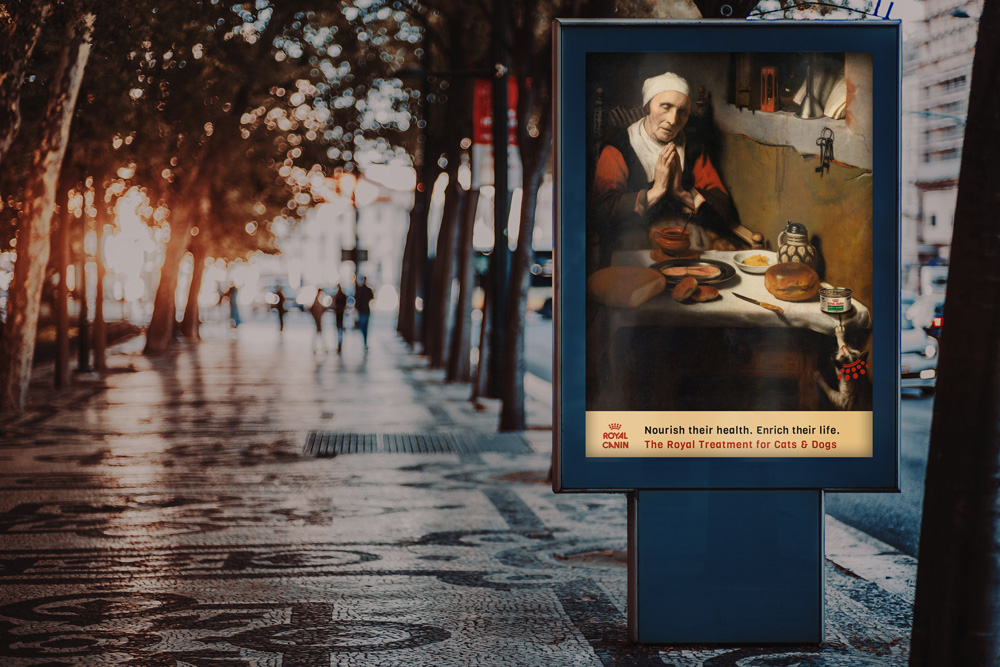 ROYAL
CANIN
Nourish their health. Enrich their life.
The Royal Treatment for Cats & Dogs